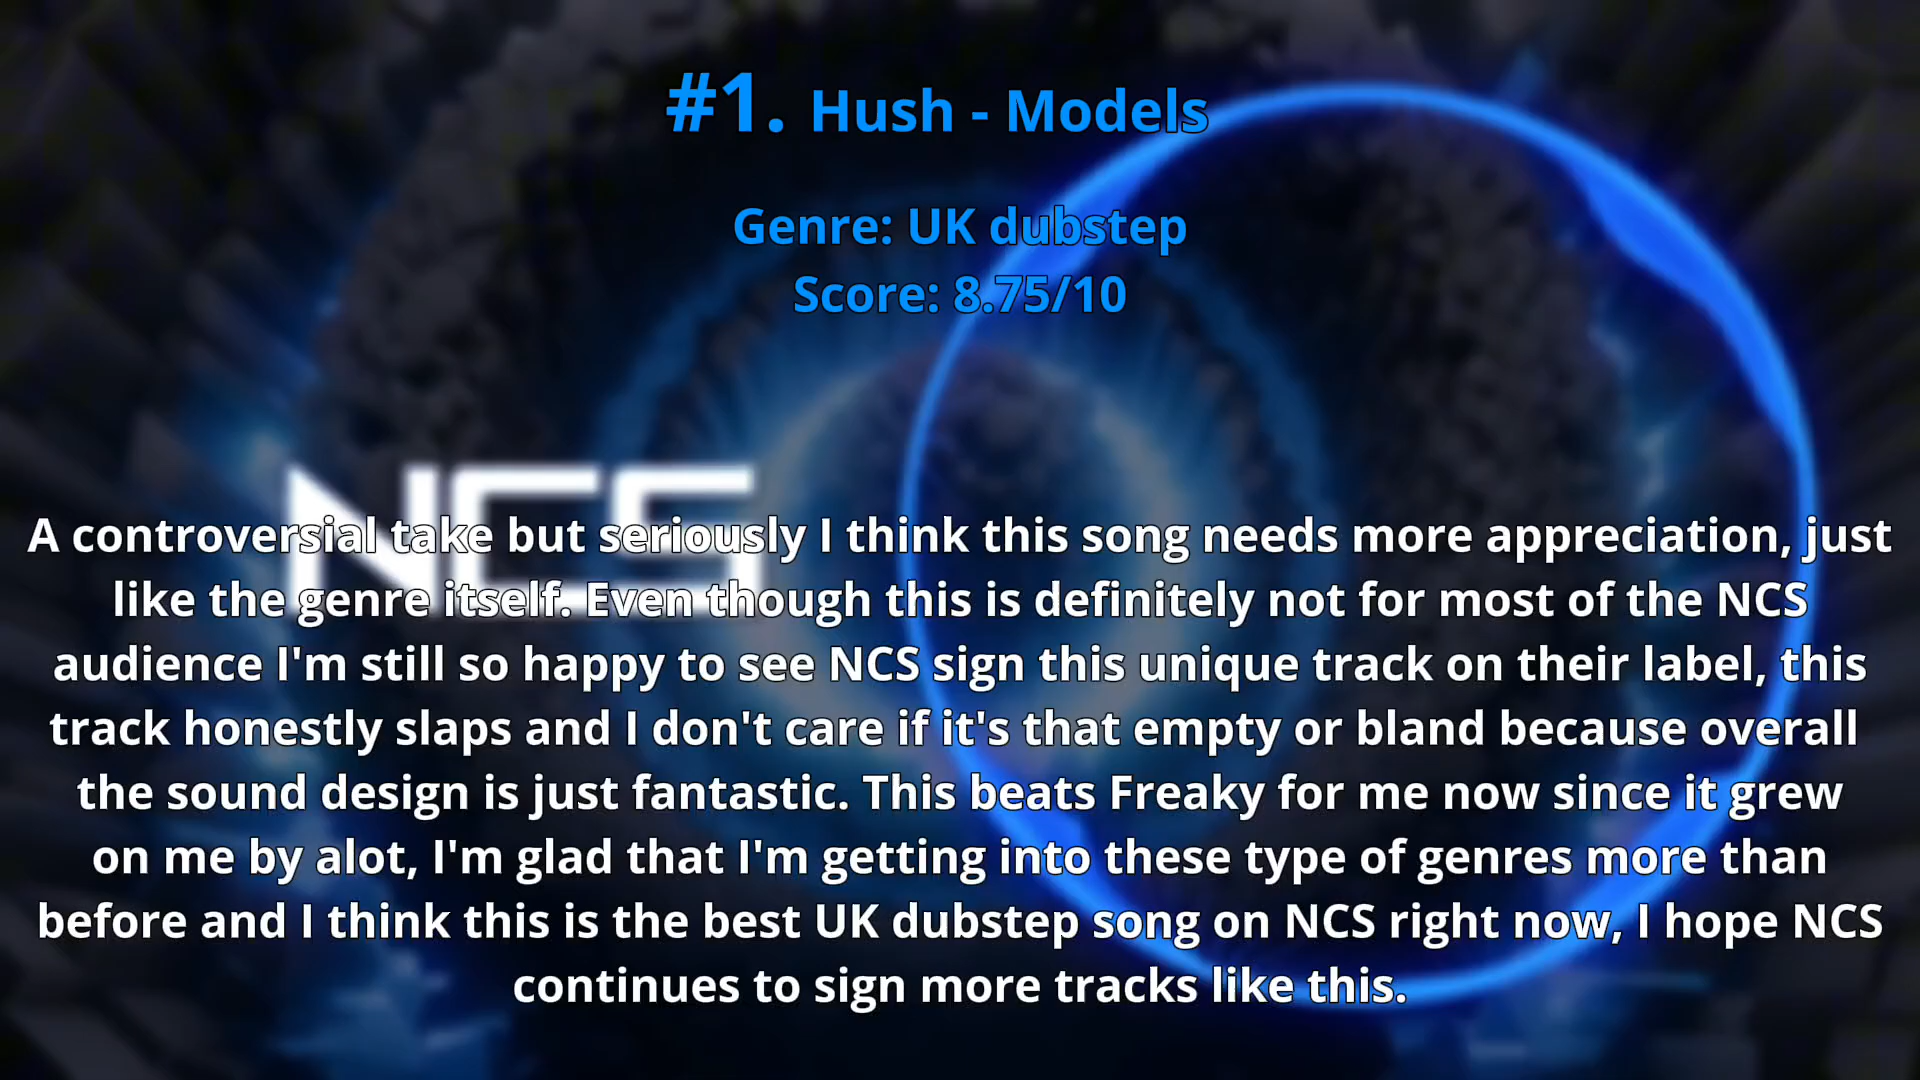 #1. Hush - Models
Genre: UK dubstep
Score: 8.75/10
NCS
A controversial take but seriously I think this song needs more appreciation, just
like the genre itself. Even though this is definitely not for most of the NCS
audience I'm still so happy to see NCS sign this unique track on their label, this
track honestly slaps and I don't care if it's that empty or bland because overall
the sound design is just fantastic. This beats Freaky for me now since it grew
on me by alot, I'm glad that I'm getting into these type of genres more than
before and I think this is the best UK dubstep song on NCS right now, I hope NCS
continues to sign more tracks like this.